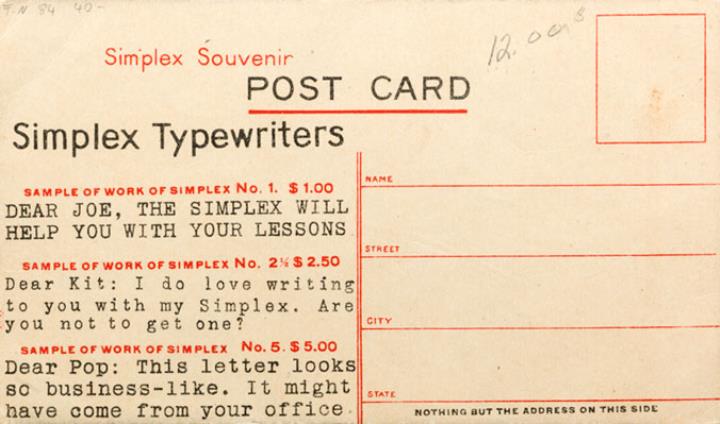 T.N 84 40-
12.00
Simplex Souvenir
POST CARD
Simplex Typewriters
SAMPLE OF WORK OF SIMPLEX No. 1. $1.00
DEAR JOE, THE SIMPLEX WILL
HELP YOU WITH YOUR LESSONS
SAMPLE OF WORK OF SIMPLEX No. 2½ $2.50
Dear Kit: I do love writing
to you with my Simplex. Are
you not to get one?
SAMPLE OF WORK OF SIMPLEX No. 5. $5.00
Dear Pop: This letter looks
so business-like. It might
have come from your office.
NAME
STREET
CITY
STATE
NOTHING BUT THE ADDRESS ON THIS SIDE